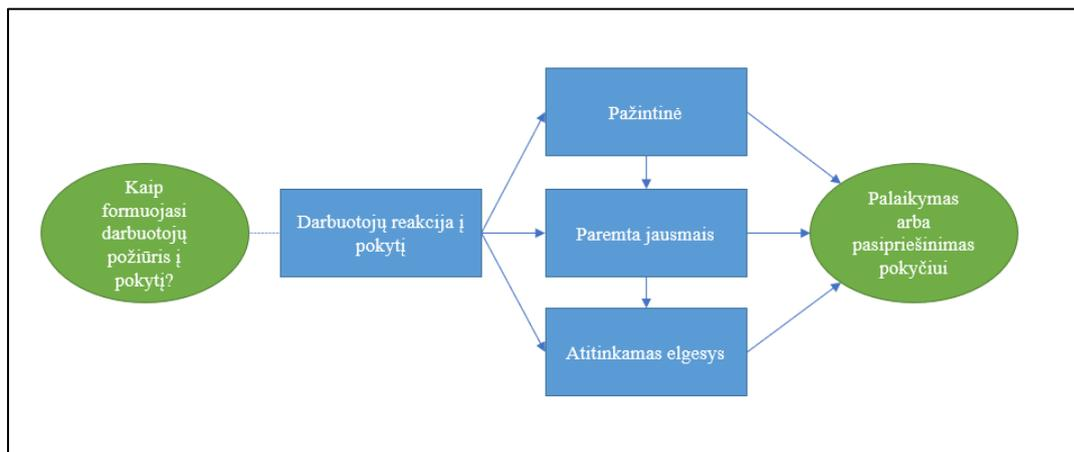 Kaip
formuojasi
darbuotojų
požiūris į
pokytį?
Darbuotojų reakcija į
pokytį
Pažintinė
Paremta jausmais
Atitinkamas elgesys
Palaikymas
arba
pasipriešinimas
pokyčiui